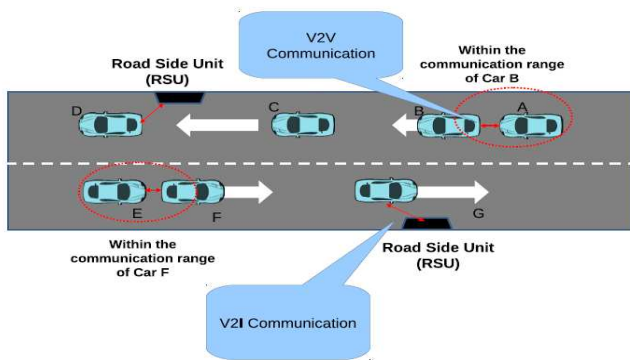 V2V
Communication
Within the
communication range
of Car B
Road Side Unit
(RSU)
D
C
B
A
E
F
G
Within the
communication range
of Car F
Road Side Unit
(RSU)
V2I Communication